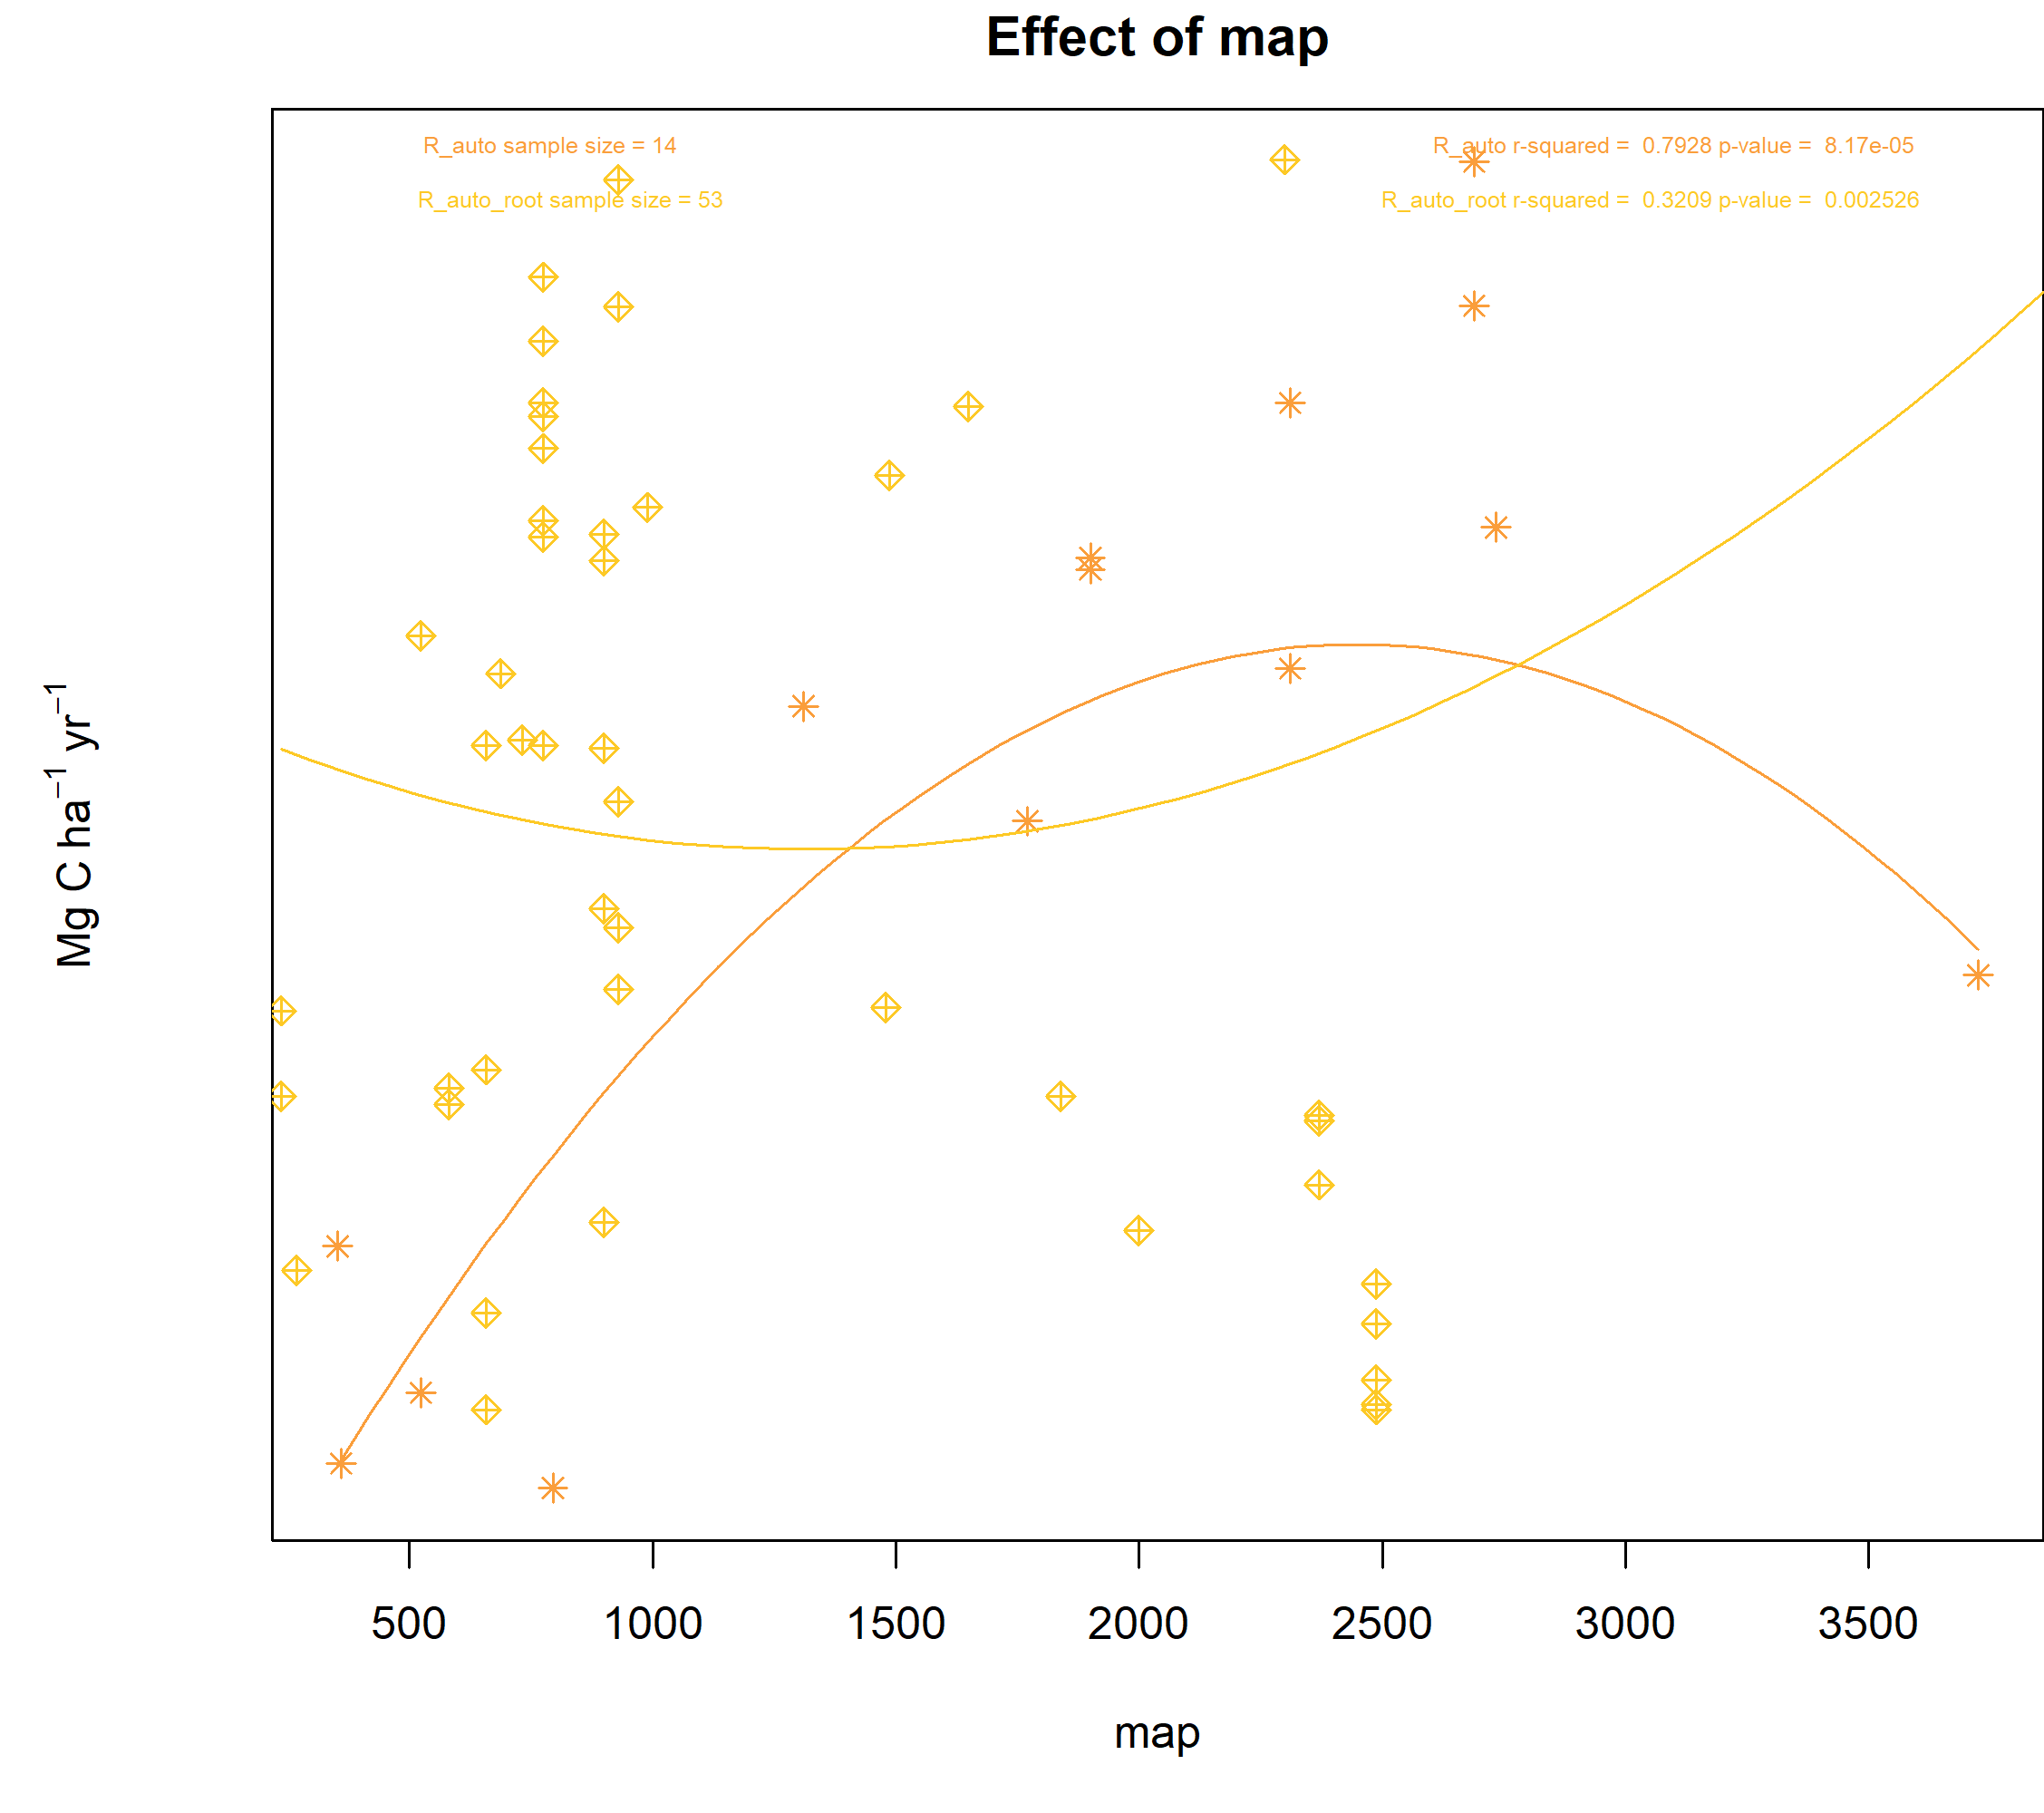 Effect of map
R_auto sample size = 14
R_auto r-squared = 0.7928 p-value = 8.17e-05
R_auto_root sample size = 53
R_auto_root r-squared = 0.3209 p-value = 0.002526
Mg C ha⁻¹ yr⁻¹
500 1000 1500 2000 2500 3000 3500
map